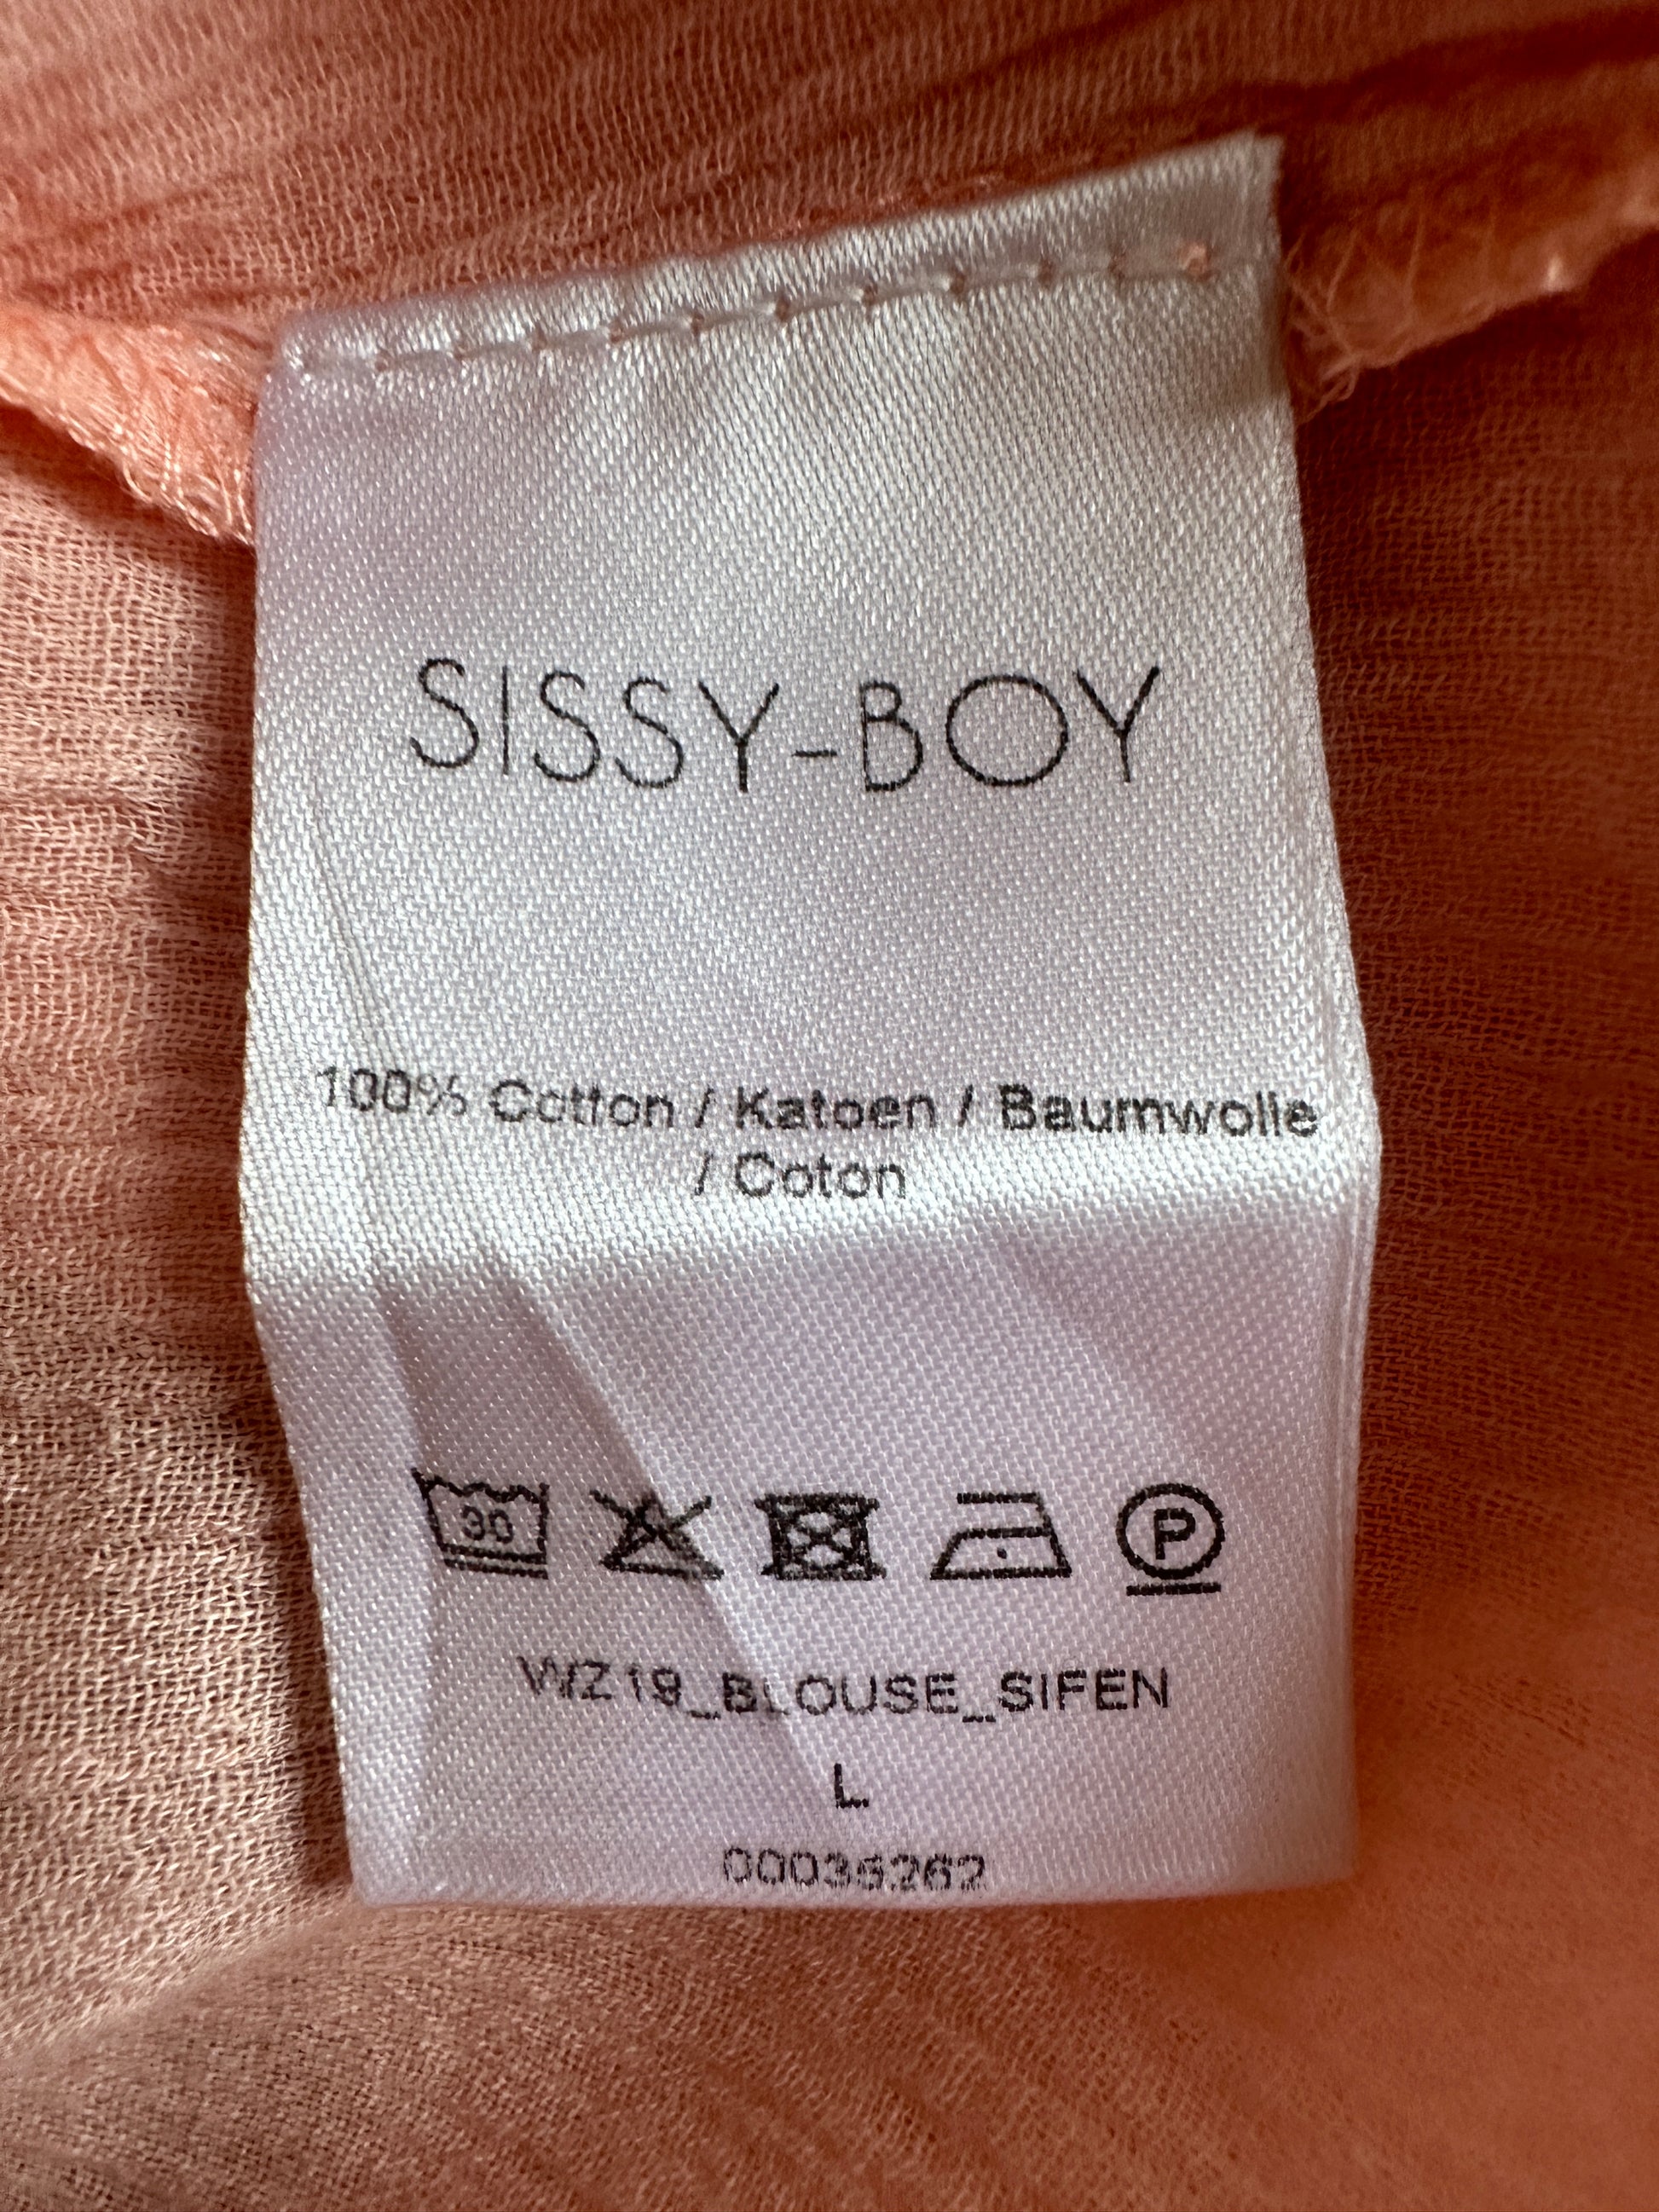 SISSY-BOY
100% Cotton / Katoen / Baumwolle
/ Coton
30 P
WZ19_BLOUSE_SIFEN
L
00036262